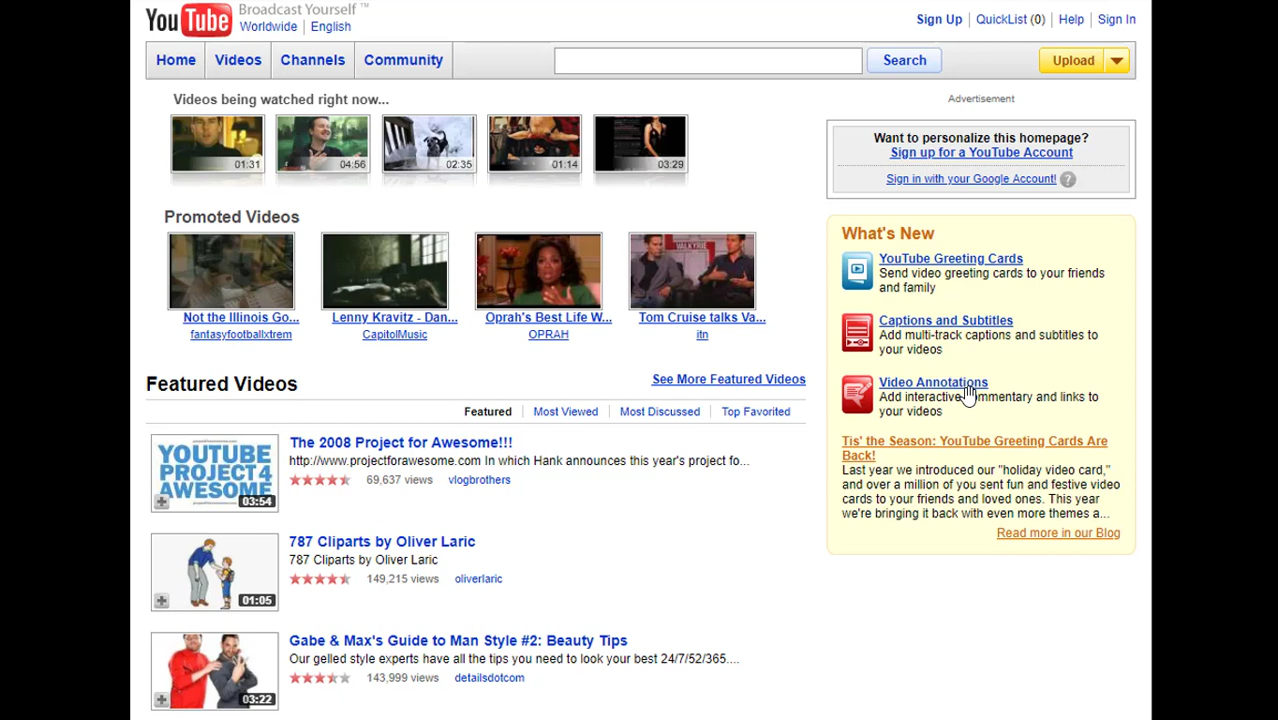 YouTube Broadcast Yourself ™
Worldwide | English
Sign Up | QuickList (0) | Help | Sign In
Home Videos Channels Community Search Upload
Videos being watched right now...
01:31 04:56 02:35 01:14 03:29
Promoted Videos
VALKYRIE
Not the Illinois Go... Lenny Kravitz - Dan... Oprah's Best Life W... Tom Cruise talks Va...
fantasyfootballxtrem CapitolMusic OPRAH itn
Featured Videos See More Featured Videos
Featured | Most Viewed | Most Discussed | Top Favorited
YOUTUBE
PROJECT4
AWESOME
03:54
The 2008 Project for Awesome!!!
http://www.projectforawesome.com In which Hank announces this year's project fo...
69,637 views vlogbrothers
787 Cliparts by Oliver Laric
787 Cliparts by Oliver Laric
149,215 views oliverlaric
01:05
Gabe & Max's Guide to Man Style #2: Beauty Tips
Our gelled style experts have all the tips you need to look your best 24/7/52/365....
143,999 views detailsdotcom
03:22
Advertisement
Want to personalize this homepage?
Sign up for a YouTube Account
Sign in with your Google Account! ?
What's New
YouTube Greeting Cards
Send video greeting cards to your friends
and family
Captions and Subtitles
Add multi-track captions and subtitles to
your videos
Video Annotations
Add interactive commentary and links to
your videos
Tis' the Season: YouTube Greeting Cards Are
Back!
Last year we introduced our "holiday video card,"
and over a million of you sent fun and festive video
cards to your friends and loved ones. This year
we're bringing it back with even more themes a...
Read more in our Blog